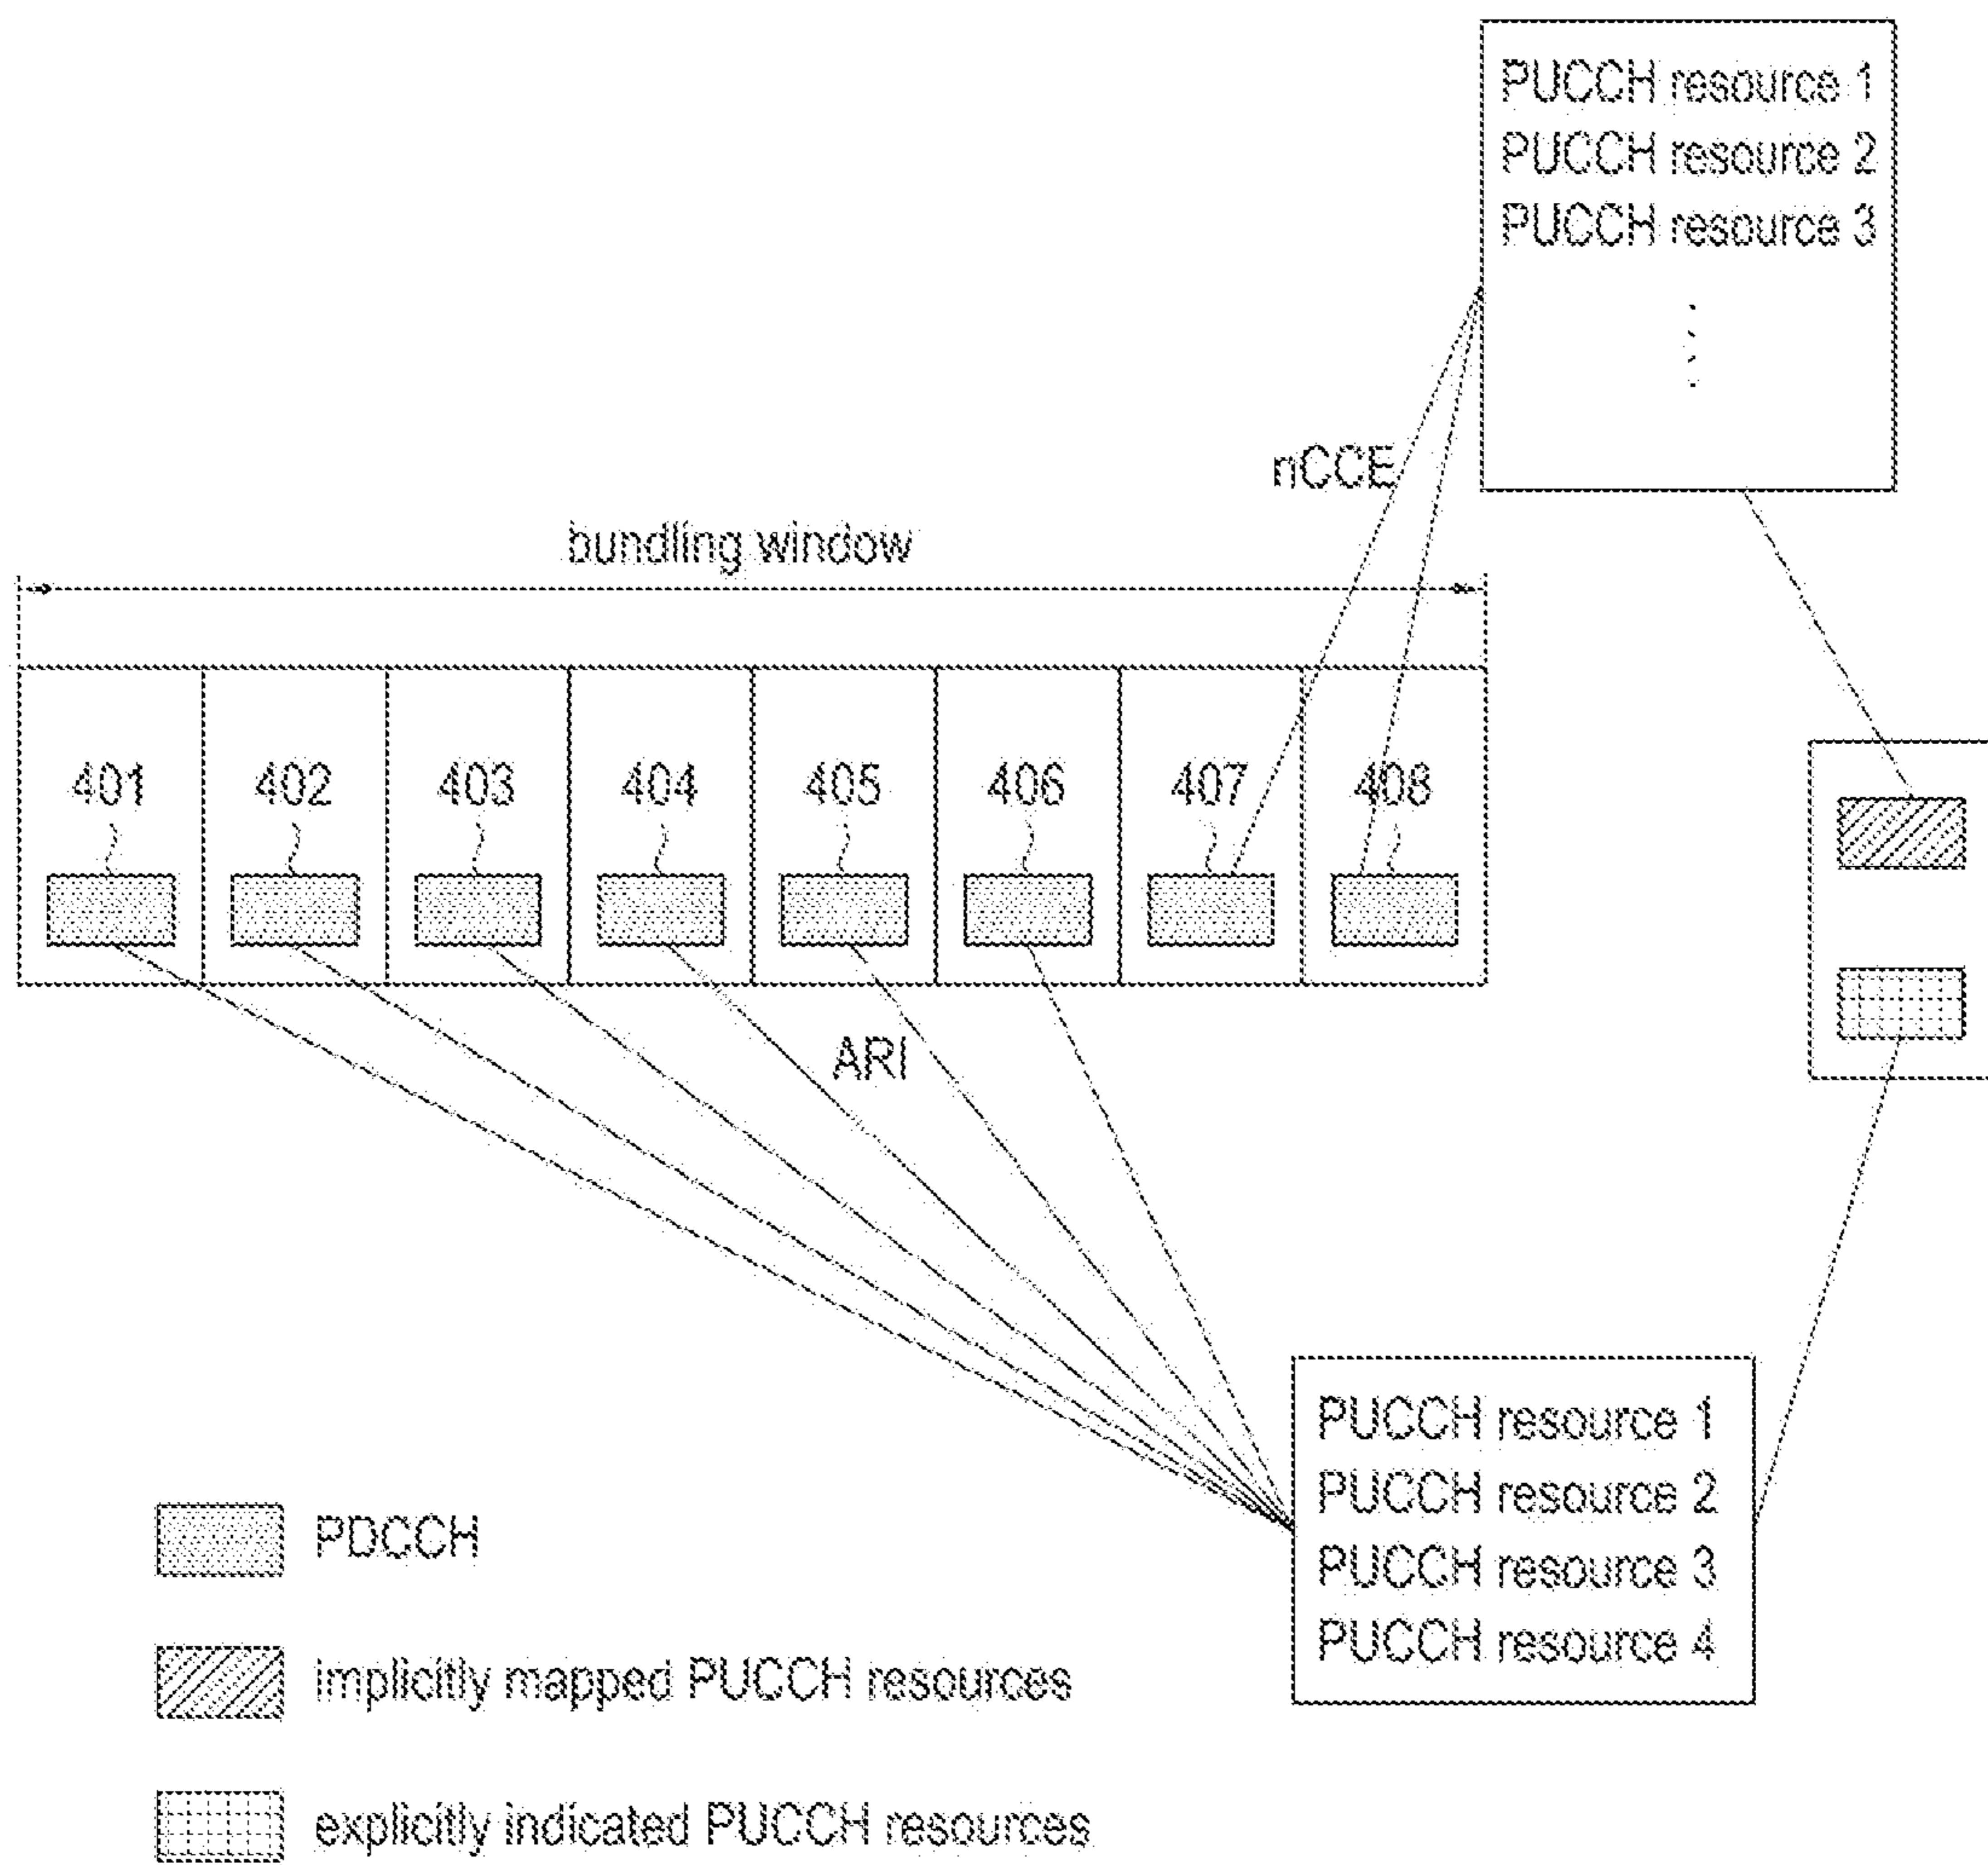 PUCCH resource 1
PUCCH resource 2
PUCCH resource 3
nCCE
bundling window
401 402 403 404 405 406 407 408
ARI
PUCCH resource 1
PUCCH resource 2
PUCCH resource 3
PUCCH resource 4
PDCCH
implicitly mapped PUCCH resources
explicitly indicated PUCCH resources